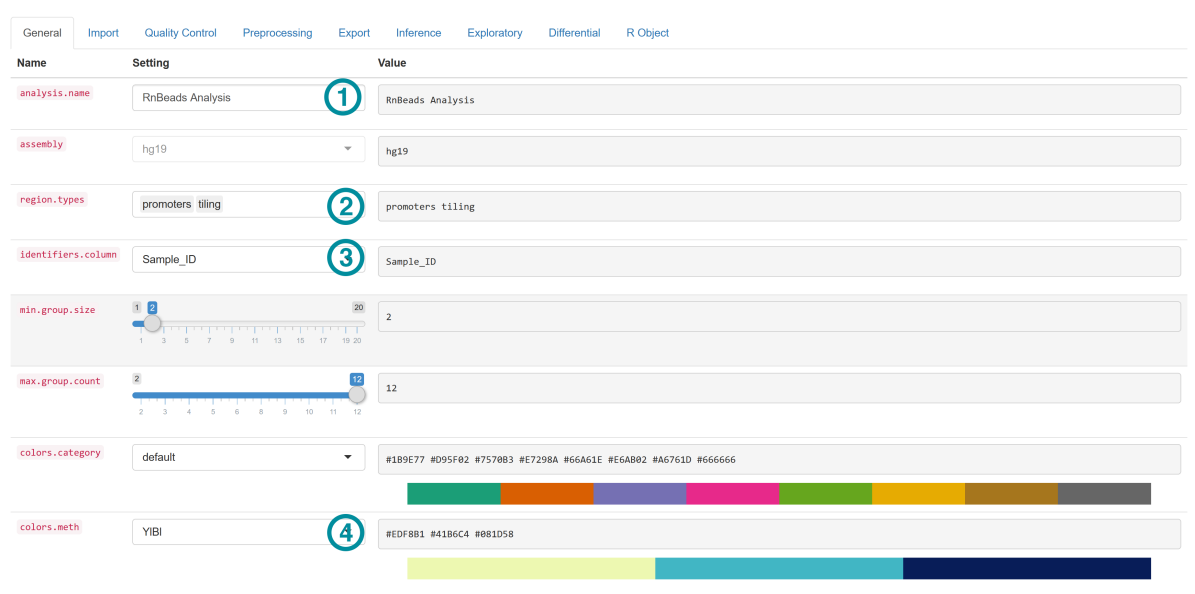 General Import Quality Control Preprocessing Export Inference Exploratory Differential R Object
Name Setting Value
analysis.name RnBeads Analysis 1 RnBeads Analysis
assembly hg19 hg19
region.types promoters tiling 2 promoters tiling
identifiers.column Sample_ID 3 Sample_ID
min.group.size 1 2 20 2
1 3 5 7 9 11 13 15 17 19 20
max.group.count 2 12 12
2 3 4 5 6 8 9 10 11 12
colors.category default #1B9E77 #D95F02 #7570B3 #E7298A #66A61E #E6AB02 #A6761D #666666
colors.meth YlBl 4 #EDF8B1 #41B6C4 #081D58